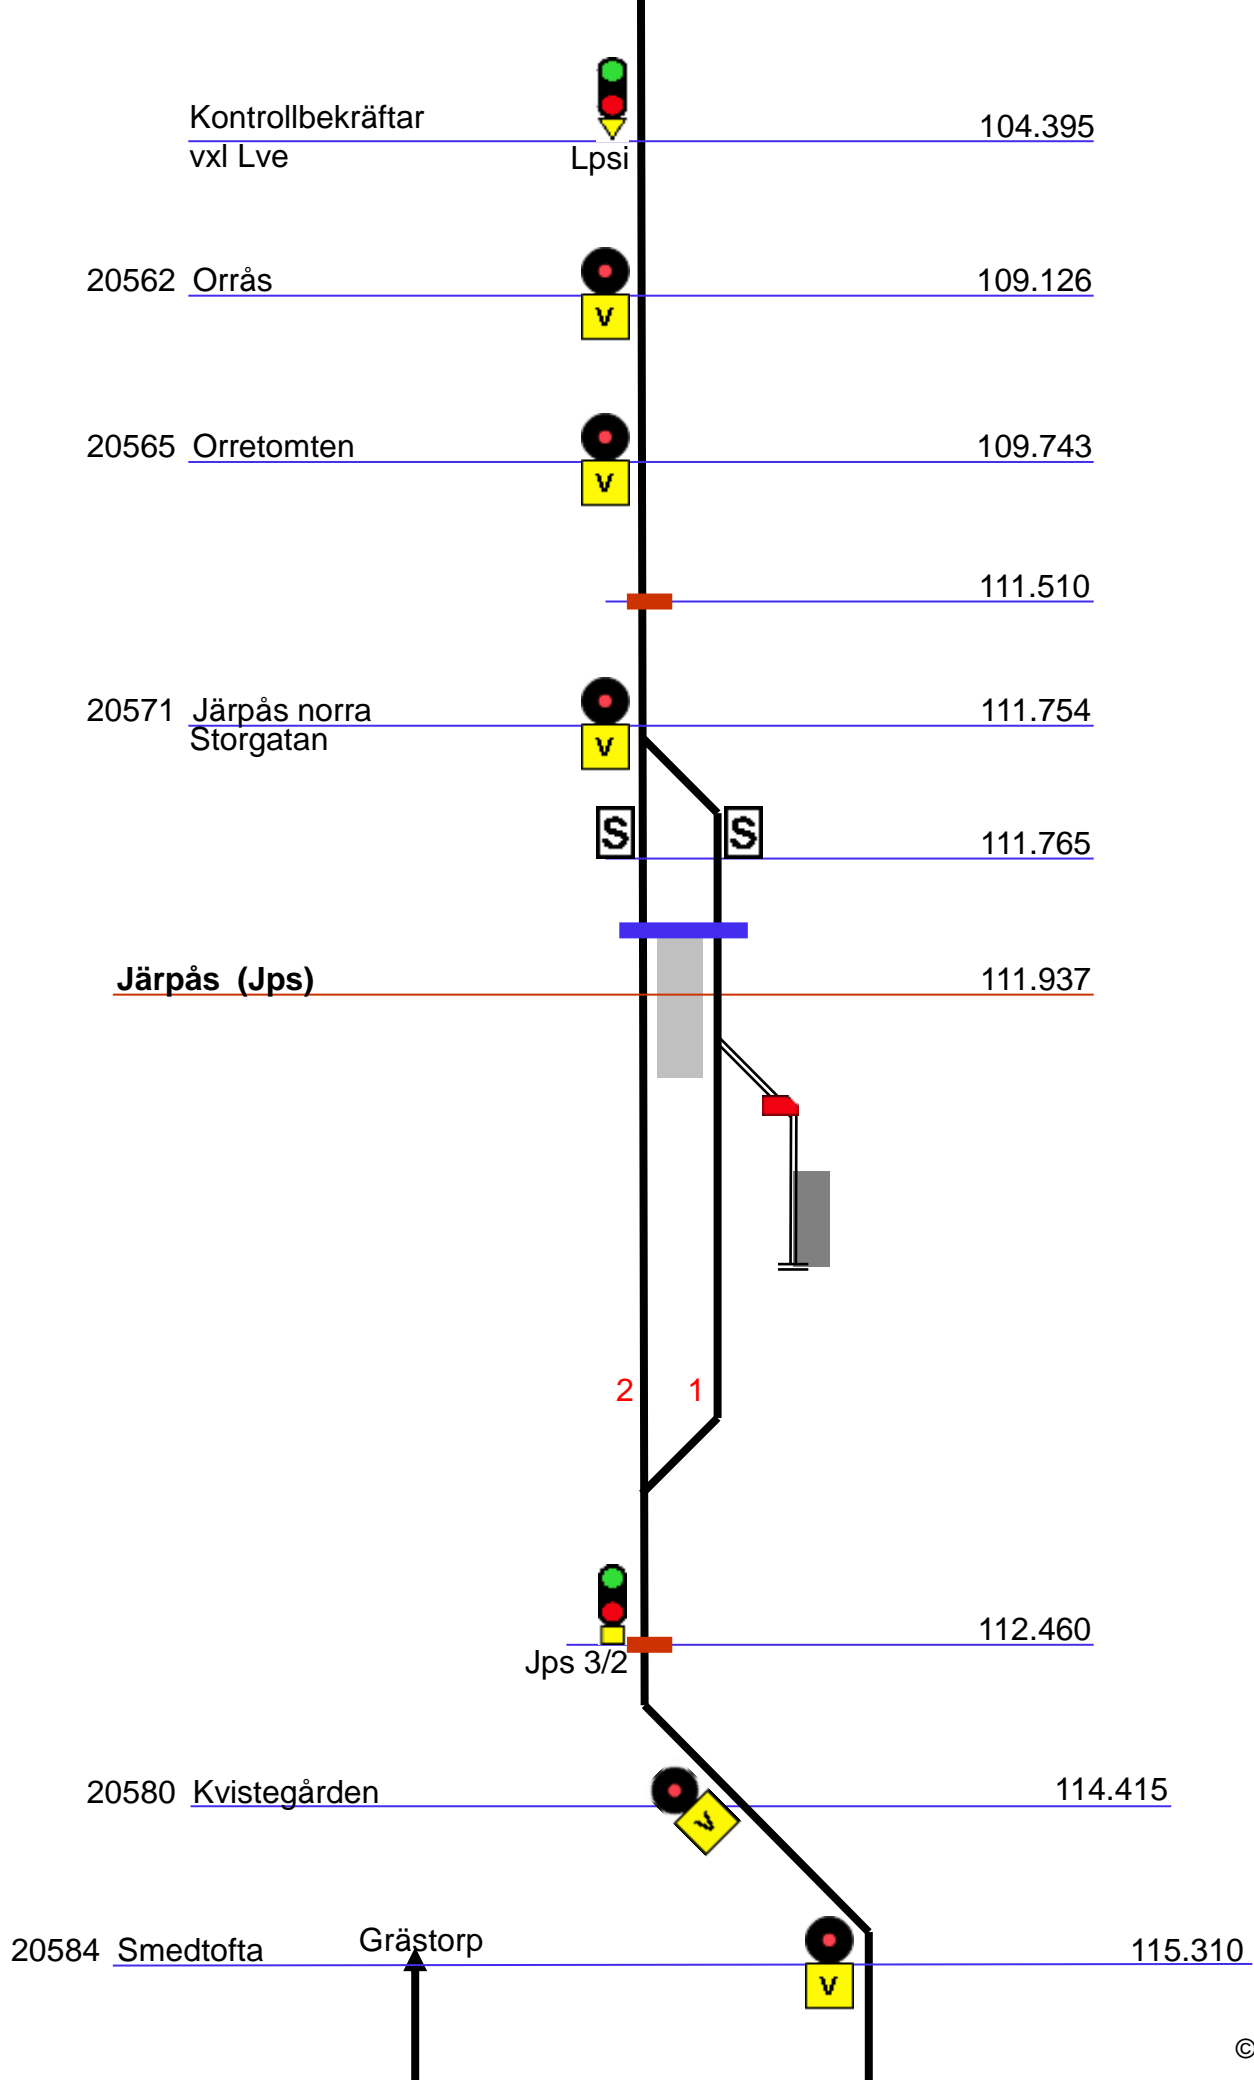 Kontrollbekräftar
104.395
vxl Lve
Lpsi
20562 Orrås 109.126
V
20565 Orretomten 109.743
V
111.510
20571 Järpås norra 111.754
Storgatan
V
S S
111.765
Järpås (Jps) 111.937
2 1
112.460
Jps 3/2
20580 Kvistegården 114.415
V
20584 Smedtofta Grästorp 115.310
V
©